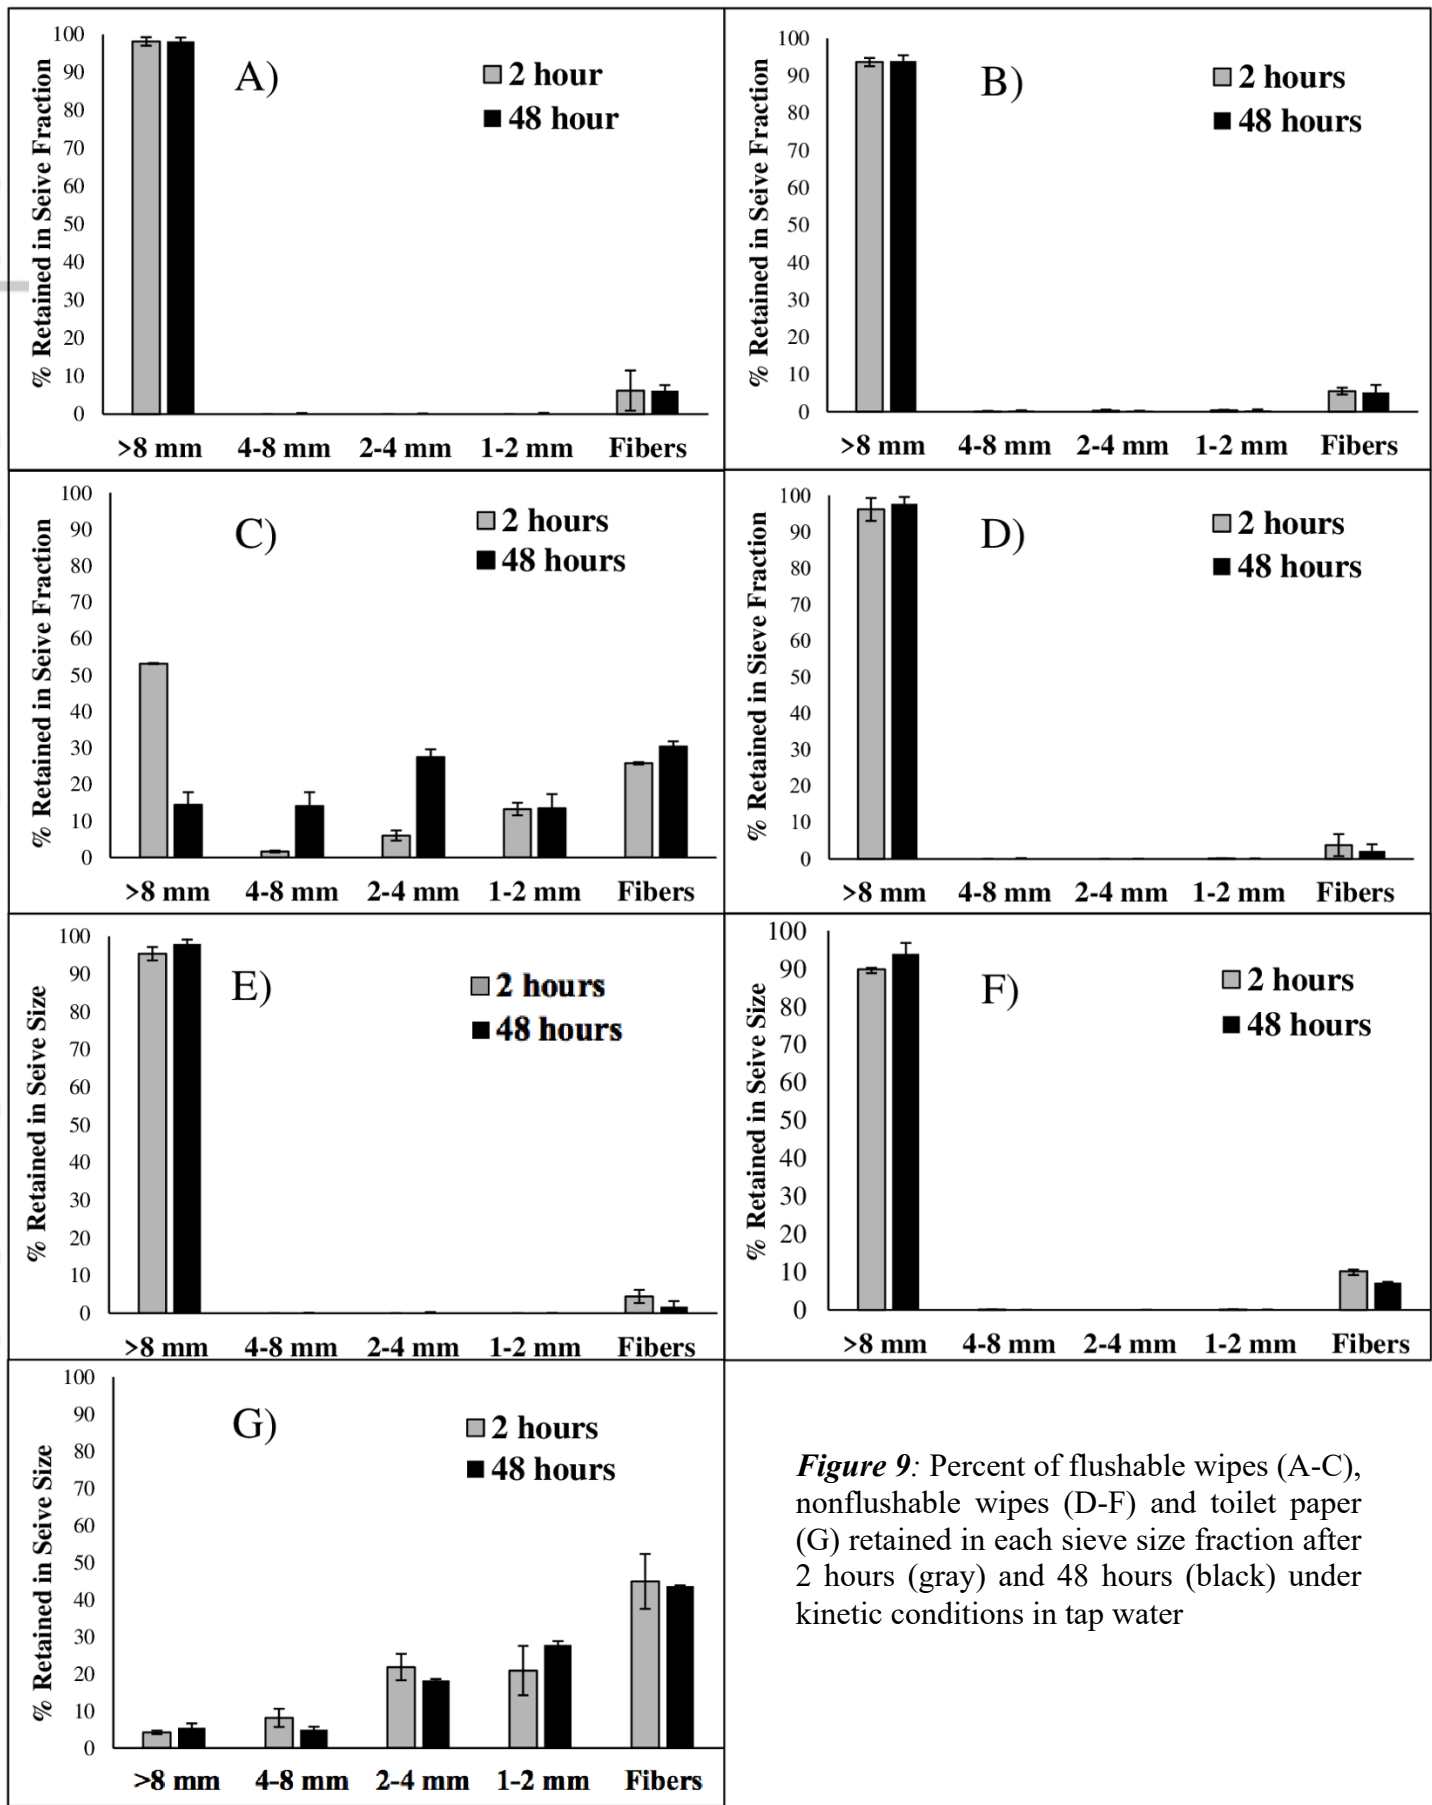 % Retained in Seive Fraction
100
90
80
70
60
50
40
30
20
10
0
A)
2 hour
48 hour
>8 mm 4-8 mm 2-4 mm 1-2 mm Fibers
% Retained in Seive Fraction
100
90
80
70
60
50
40
30
20
10
0
B)
2 hours
48 hours
>8 mm 4-8 mm 2-4 mm 1-2 mm Fibers
% Retained in Seive Fraction
100
90
80
70
60
50
40
30
20
10
0
C)
2 hours
48 hours
>8 mm 4-8 mm 2-4 mm 1-2 mm Fibers
% Retained in Sieve Fraction
100
90
80
70
60
50
40
30
20
10
0
D)
2 hours
48 hours
>8 mm 4-8 mm 2-4 mm 1-2 mm Fibers
% Retained in Seive Size
100
90
80
70
60
50
40
30
20
10
0
E)
2 hours
48 hours
>8 mm 4-8 mm 2-4 mm 1-2 mm Fibers
% Retained in Seive Size
100
90
80
70
60
50
40
30
20
10
0
F)
2 hours
48 hours
>8 mm 4-8 mm 2-4 mm 1-2 mm Fibers
% Retained in Seive Size
100
90
80
70
60
50
40
30
20
10
0
G)
2 hours
48 hours
>8 mm 4-8 mm 2-4 mm 1-2 mm Fibers
Figure 9: Percent of flushable wipes (A-C),
nonflushable wipes (D-F) and toilet paper
(G) retained in each sieve size fraction after
2 hours (gray) and 48 hours (black) under
kinetic conditions in tap water